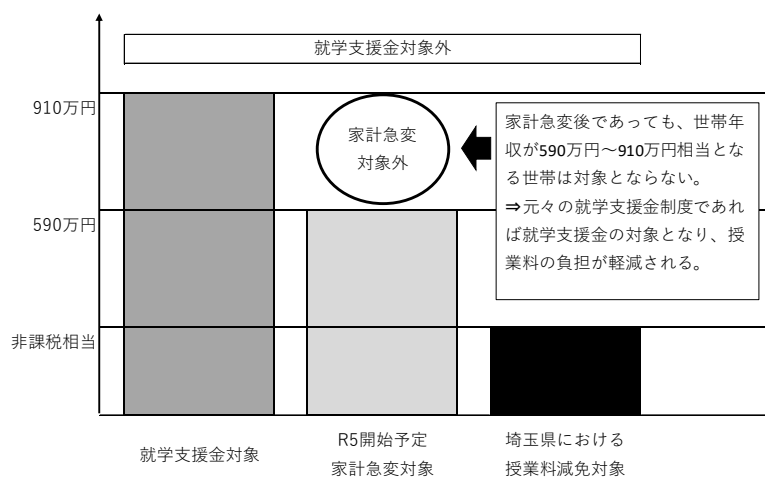 就学支援金対象外
910万円
家計急変
対象外
家計急変後であっても、世帯年
収が590万円～910万円相当とな
る世帯は対象とならない。
⇒元々の就学支援金制度であれ
ば就学支援金の対象となり、授
業料の負担が軽減される。
590万円
非課税相当
就学支援金対象
R5開始予定
家計急変対象
埼玉県における
授業料減免対象